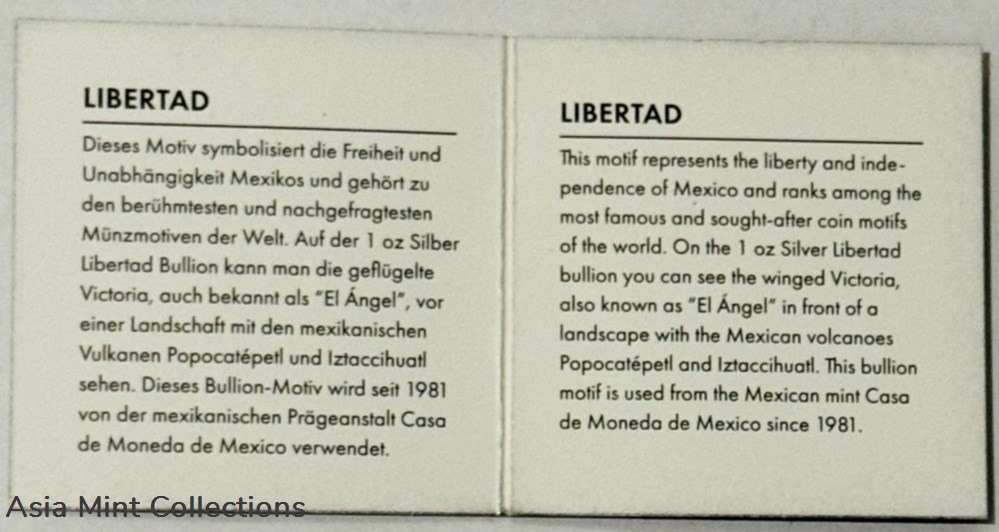 LIBERTAD
Dieses Motiv symbolisiert die Freiheit und
Unabhängigkeit Mexikos und gehört zu
den berühmtesten und nachgefragtesten
Münzmotiven der Welt. Auf der 1 oz Silber
Libertad Bullion kann man die geflügelte
Victoria, auch bekannt als "El Ángel", vor
einer Landschaft mit den mexikanischen
Vulkanen Popocatépetl und Iztaccihuatl
sehen. Dieses Bullion-Motiv wird seit 1981
von der mexikanischen Prägeanstalt Casa
de Moneda de Mexico verwendet.
LIBERTAD
This motif represents the liberty and inde-
pendence of Mexico and ranks among the
most famous and sought-after coin motifs
of the world. On the 1 oz Silver Libertad
bullion you can see the winged Victoria,
also known as "El Ángel" in front of a
landscape with the Mexican volcanoes
Popocatépetl and Iztaccihuatl. This bullion
motif is used from the Mexican mint Casa
de Moneda de Mexico since 1981.
Asia Mint Collections